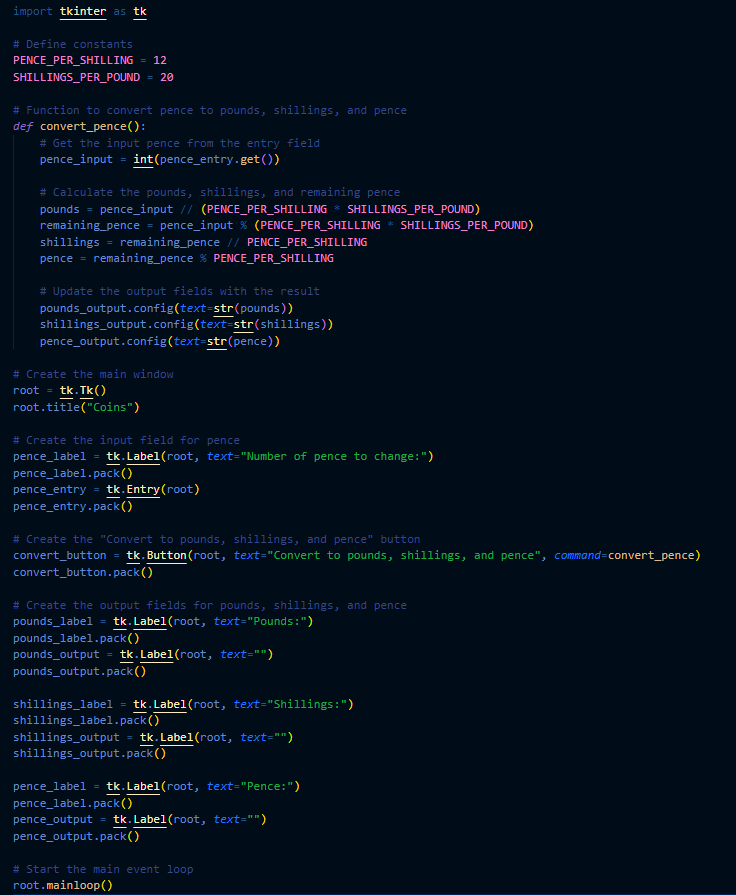 import tkinter as tk
# Define constants
PENCE_PER_SHILLING = 12
SHILLINGS_PER_POUND = 20
# Function to convert pence to pounds, shillings, and pence
def convert_pence():
    # Get the input pence from the entry field
    pence_input = int(pence_entry.get())
    # Calculate the pounds, shillings, and remaining pence
    pounds = pence_input // (PENCE_PER_SHILLING * SHILLINGS_PER_POUND)
    remaining_pence = pence_input % (PENCE_PER_SHILLING * SHILLINGS_PER_POUND)
    shillings = remaining_pence // PENCE_PER_SHILLING
    pence = remaining_pence % PENCE_PER_SHILLING
    # Update the output fields with the result
    pounds_output.config(text=str(pounds))
    shillings_output.config(text=str(shillings))
    pence_output.config(text=str(pence))
# Create the main window
root = tk.Tk()
root.title("Coins")
# Create the input field for pence
pence_label = tk.Label(root, text="Number of pence to change:")
pence_label.pack()
pence_entry = tk.Entry(root)
pence_entry.pack()
# Create the "Convert to pounds, shillings, and pence" button
convert_button = tk.Button(root, text="Convert to pounds, shillings, and pence", command=convert_pence)
convert_button.pack()
# Create the output fields for pounds, shillings, and pence
pounds_label = tk.Label(root, text="Pounds:")
pounds_label.pack()
pounds_output = tk.Label(root, text="")
pounds_output.pack()
shillings_label = tk.Label(root, text="Shillings:")
shillings_label.pack()
shillings_output = tk.Label(root, text="")
shillings_output.pack()
pence_label = tk.Label(root, text="Pence:")
pence_label.pack()
pence_output = tk.Label(root, text="")
pence_output.pack()
# Start the main event loop
root.mainloop()